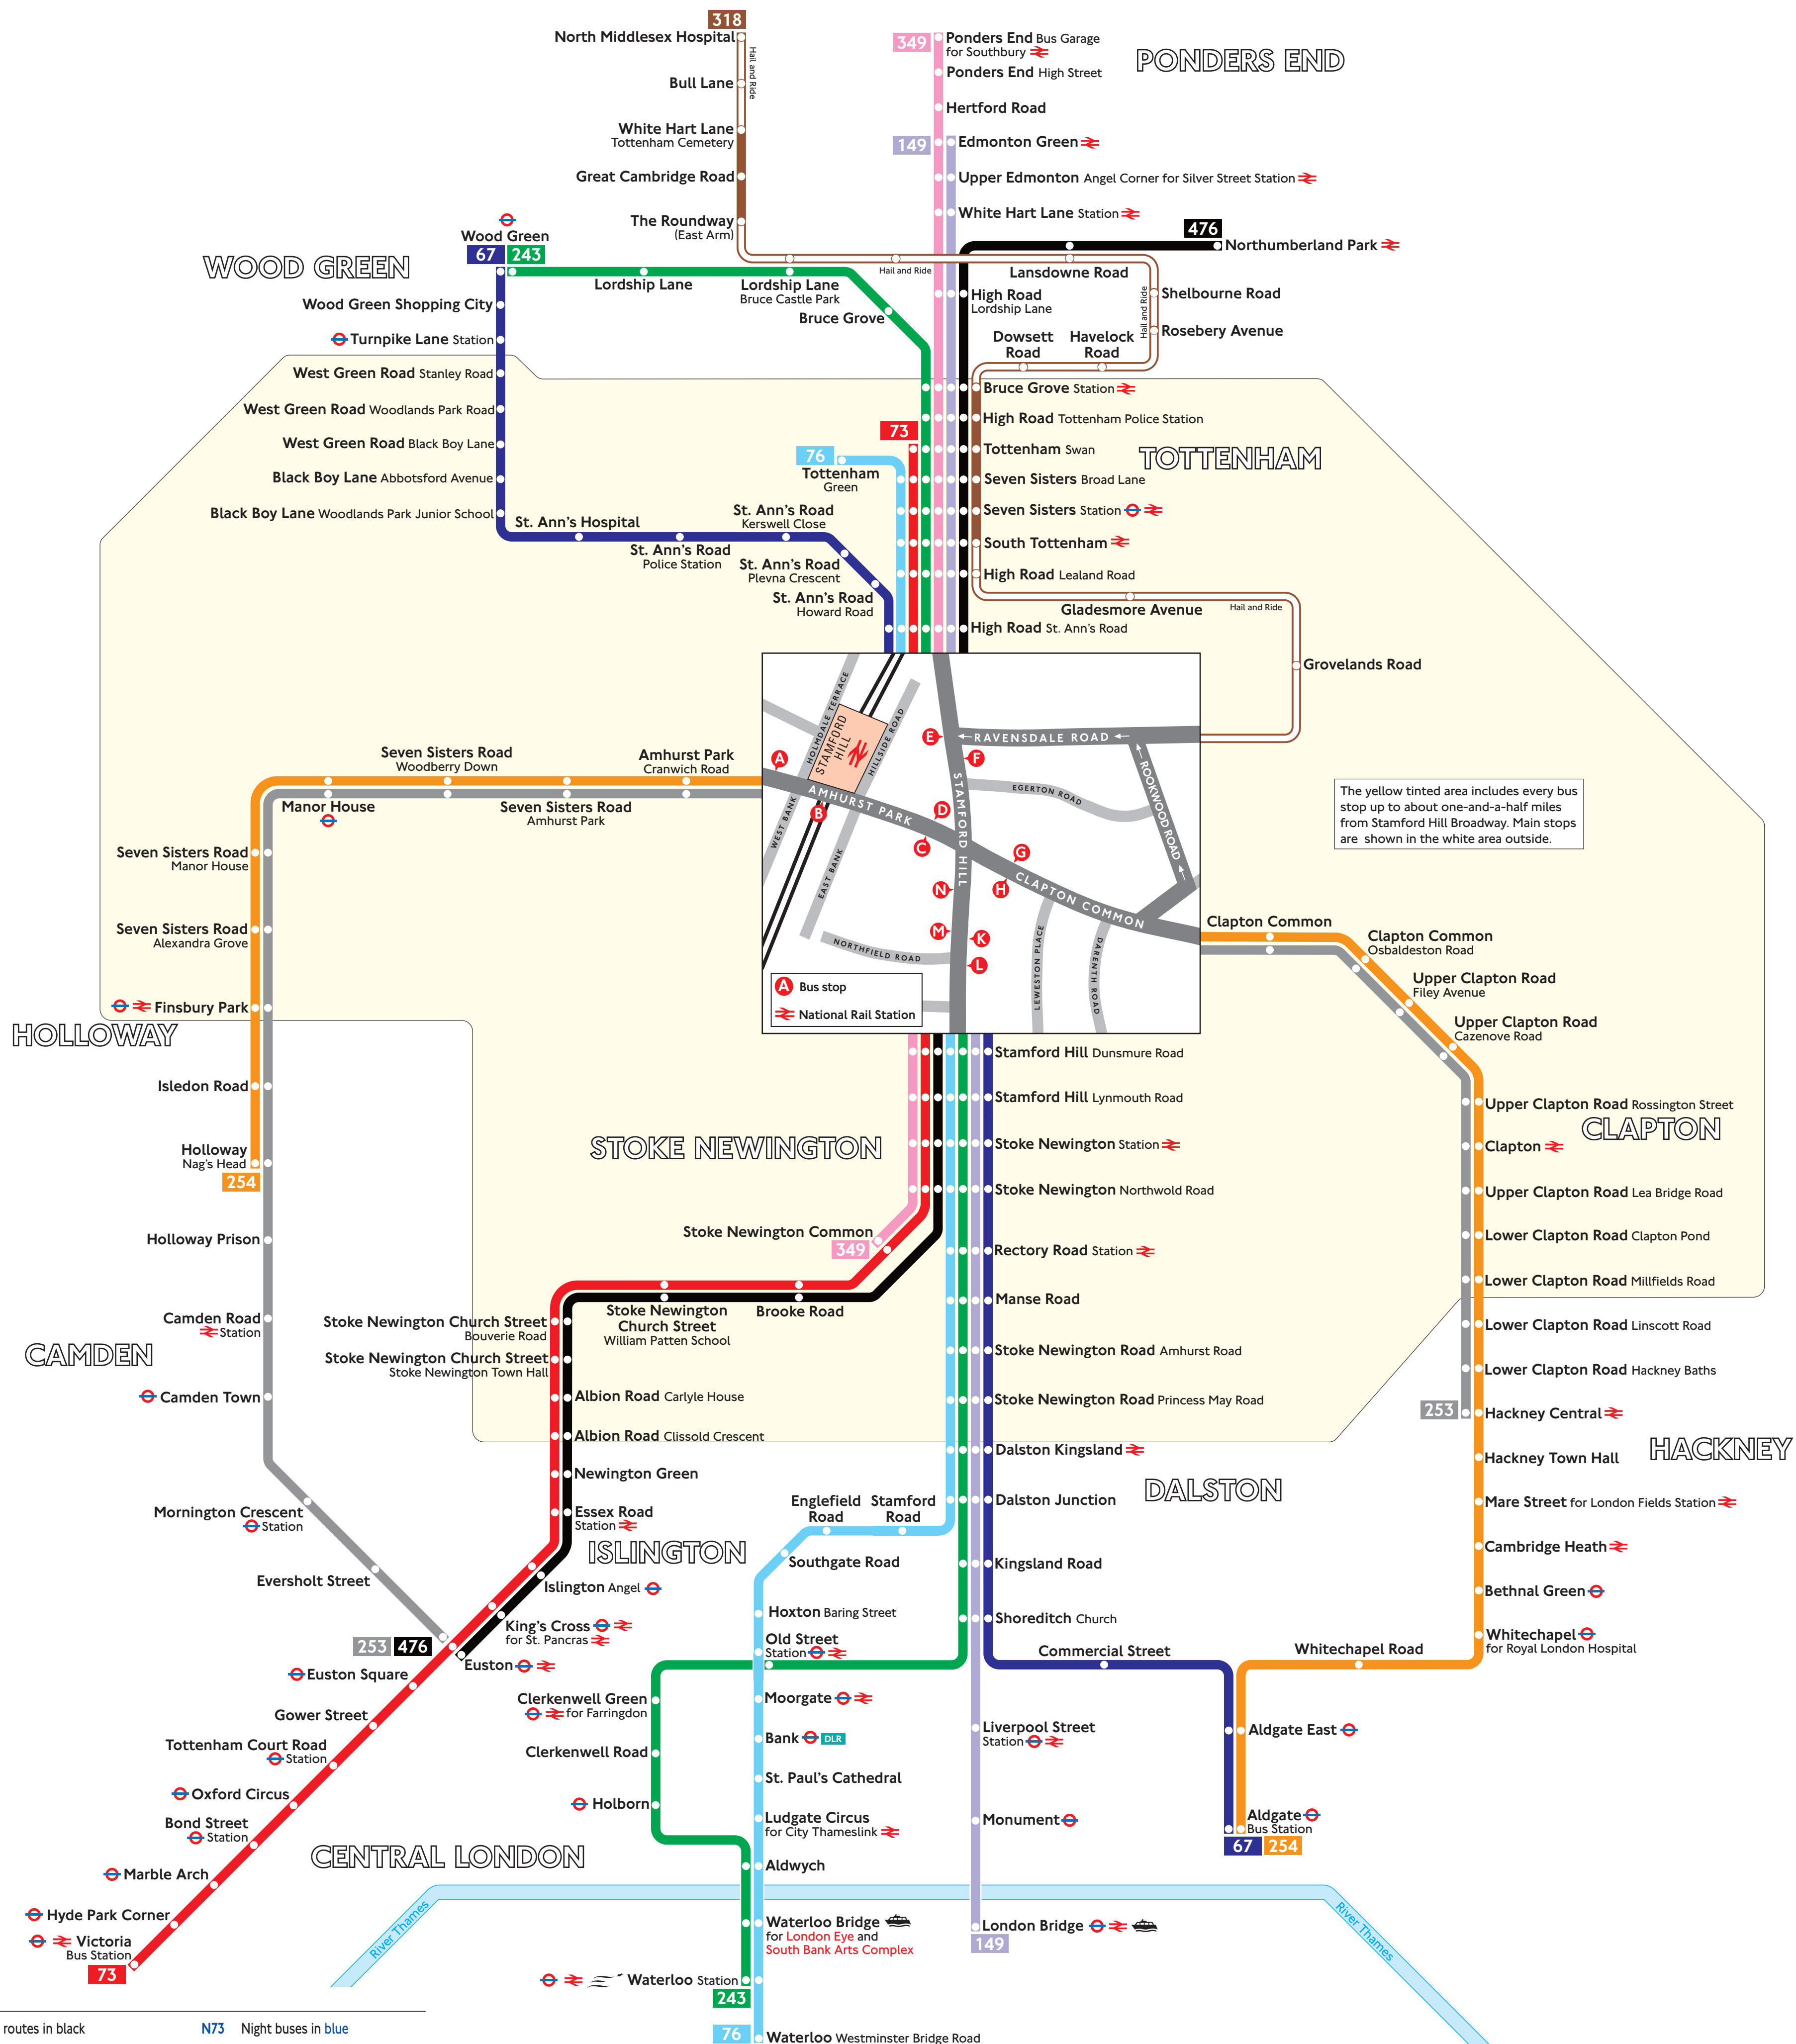 318
North Middlesex Hospital
Hail and Ride
Bull Lane
White Hart Lane
Tottenham Cemetery
Great Cambridge Road
The Roundway
(East Arm)
349
Ponders End Bus Garage
for Southbury
Ponders End High Street
Hertford Road
PONDERS END
149
Edmonton Green
Upper Edmonton Angel Corner for Silver Street Station
White Hart Lane Station
476
Northumberland Park
Hail and Ride
Lansdowne Road
Shelbourne Road
Hail and Ride
Rosebery Avenue
High Road
Lordship Lane
Dowsett
Road
Havelock
Road
Wood Green
67 243
WOOD GREEN
Lordship Lane
Lordship Lane
Bruce Castle Park
Bruce Grove
Wood Green Shopping City
Turnpike Lane Station
West Green Road Stanley Road
West Green Road Woodlands Park Road
West Green Road Black Boy Lane
Black Boy Lane Abbotsford Avenue
Black Boy Lane Woodlands Park Junior School
St. Ann's Hospital
St. Ann's Road
Police Station
St. Ann's Road
Kerswell Close
St. Ann's Road
Plevna Crescent
St. Ann's Road
Howard Road
73
76
Tottenham
Green
Bruce Grove Station
High Road Tottenham Police Station
Tottenham Swan
TOTTENHAM
Seven Sisters Broad Lane
Seven Sisters Station
South Tottenham
High Road Lealand Road
Gladesmore Avenue
Hail and Ride
High Road St. Ann's Road
Grovelands Road
HOLMDALE TERRACE
STAMFORD
HILL
HILLSIDE ROAD
RAVENSDALE ROAD
ROOKWOOD ROAD
EGERTON ROAD
AMHURST PARK
STAMFORD HILL
CLAPTON COMMON
WEST BANK
EAST BANK
NORTHFIELD ROAD
LEWESTON PLACE
DARENTH ROAD
A
B
C
D
E
F
G
H
N
M
K
L
A Bus stop
National Rail Station
The yellow tinted area includes every bus
stop up to about one-and-a-half miles
from Stamford Hill Broadway. Main stops
are shown in the white area outside.
Seven Sisters Road
Woodberry Down
Amhurst Park
Cranwich Road
Manor House
Seven Sisters Road
Amhurst Park
Seven Sisters Road
Manor House
Seven Sisters Road
Alexandra Grove
Finsbury Park
HOLLOWAY
Isledon Road
Holloway
Nag's Head
254
Holloway Prison
Camden Road
Station
CAMDEN
Camden Town
Mornington Crescent
Station
Eversholt Street
253 476
Clapton Common
Clapton Common
Osbaldeston Road
Upper Clapton Road
Filey Avenue
Upper Clapton Road
Cazenove Road
Upper Clapton Road Rossington Street
CLAPTON
Clapton
Upper Clapton Road Lea Bridge Road
Lower Clapton Road Clapton Pond
Lower Clapton Road Millfields Road
Lower Clapton Road Linscott Road
Lower Clapton Road Hackney Baths
253
Hackney Central
HACKNEY
Hackney Town Hall
Mare Street for London Fields Station
Cambridge Heath
Bethnal Green
Whitechapel
for Royal London Hospital
Whitechapel Road
Stamford Hill Dunsmure Road
Stamford Hill Lynmouth Road
STOKE NEWINGTON
Stoke Newington Station
Stoke Newington Northwold Road
Stoke Newington Common
349
Rectory Road Station
Manse Road
Stoke Newington Road Amhurst Road
Stoke Newington Road Princess May Road
Dalston Kingsland
DALSTON
Dalston Junction
Stoke Newington
Church Street
William Patten School
Brooke Road
Stoke Newington Church Street
Bouverie Road
Stoke Newington Church Street
Stoke Newington Town Hall
Albion Road Carlyle House
Albion Road Clissold Crescent
Newington Green
Essex Road
Station
ISLINGTON
Islington Angel
King's Cross
for St. Pancras
Euston
Euston Square
Gower Street
Tottenham Court Road
Station
Oxford Circus
Bond Street
Station
Marble Arch
Hyde Park Corner
Victoria
Bus Station
73
CENTRAL LONDON
Englefield
Road
Stamford
Road
Southgate Road
Hoxton Baring Street
Old Street
Station
Kingsland Road
Shoreditch Church
Commercial Street
Clerkenwell Green
for Farringdon
Clerkenwell Road
Holborn
Moorgate
Bank DLR
St. Paul's Cathedral
Ludgate Circus
for City Thameslink
Aldwych
Liverpool Street
Station
Monument
Aldgate East
Aldgate
Bus Station
67 254
River Thames
Waterloo Bridge
for London Eye and
South Bank Arts Complex
London Bridge
149
River Thames
Waterloo Station
243
76
Waterloo Westminster Bridge Road
routes in black
N73 Night buses in blue